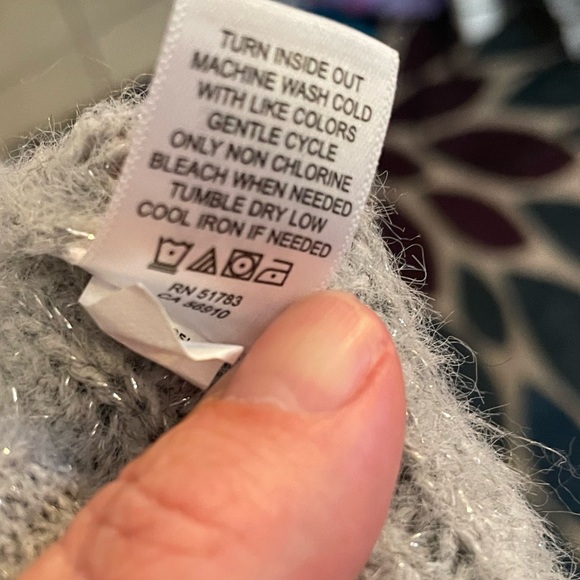 TURN INSIDE OUT
MACHINE WASH COLD
WITH LIKE COLORS
GENTLE CYCLE
ONLY NON CHLORINE
BLEACH WHEN NEEDED
TUMBLE DRY LOW
COOL IRON IF NEEDED
RN 51783
CA 56910